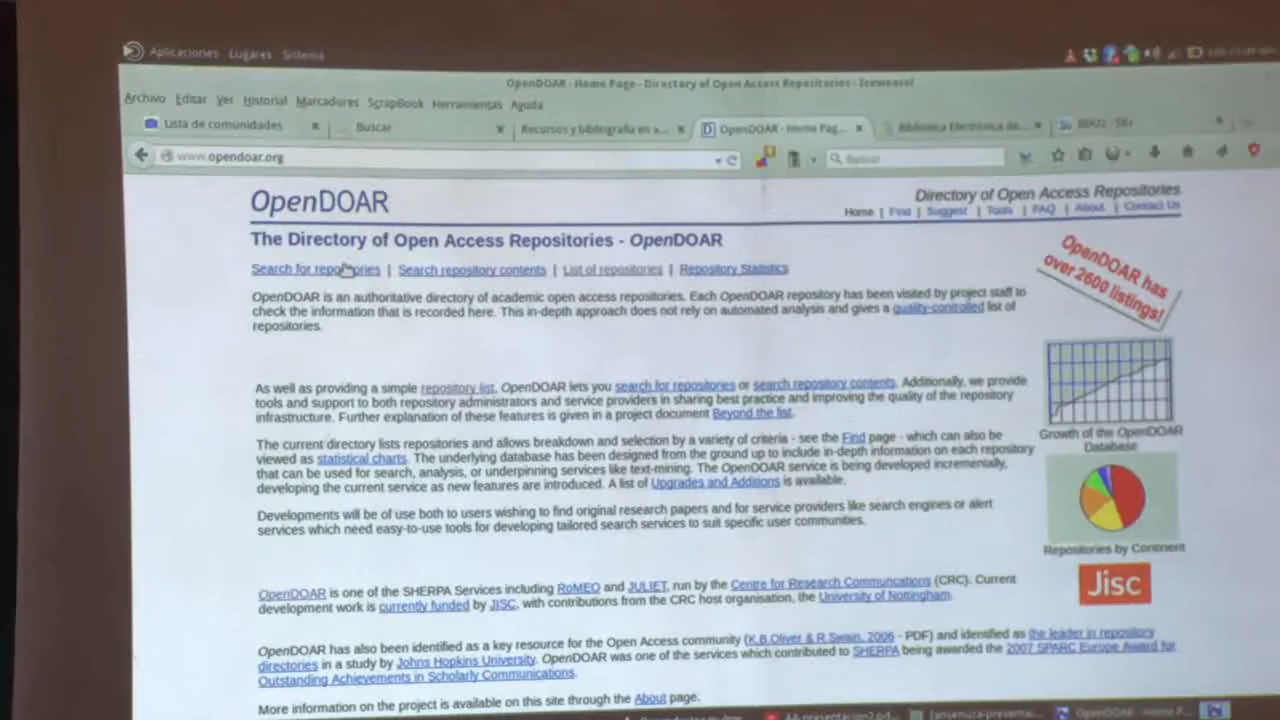 Aplicaciones Lugares Sistema
OpenDOAR - Home Page - Directory of Open Access Repositories - Iceweasel
Archivo Editar Ver Historial Marcadores ScrapBook Herramientas Ayuda
Lista de comunidades
Buscar
Recursos y bibliografía en
OpenDOAR - Home Pag...
Biblioteca Electrónica de
www.opendoar.org
Buscar
OpenDOAR
Directory of Open Access Repositories
Home | Find | Suggest | Tools | FAQ | About | Contact Us
The Directory of Open Access Repositories - OpenDOAR
Search for repositories | Search repository contents | List of repositories | Repository Statistics
OpenDOAR has
over 2600 listings!
OpenDOAR is an authoritative directory of academic open access repositories. Each OpenDOAR repository has been visited by project staff to
check the information that is recorded here. This in-depth approach does not rely on automated analysis and gives a quality-controlled list of
repositories.
As well as providing a simple repository list, OpenDOAR lets you search for repositories or search repository contents. Additionally, we provide
tools and support to both repository administrators and service providers in sharing best practice and improving the quality of the repository
infrastructure. Further explanation of these features is given in a project document Beyond the list.
The current directory lists repositories and allows breakdown and selection by a variety of criteria - see the Find page - which can also be
viewed as statistical charts. The underlying database has been designed from the ground up to include in-depth information on each repository
that can be used for search, analysis, or underpinning services like text-mining. The OpenDOAR service is being developed incrementally,
developing the current service as new features are introduced. A list of Upgrades and Additions is available.
Developments will be of use both to users wishing to find original research papers and for service providers like search engines or alert
services which need easy-to-use tools for developing tailored search services to suit specific user communities.
Growth of the OpenDOAR
Database
Repositories by Continent
Jisc
OpenDOAR is one of the SHERPA Services including RoMEO and JULIET, run by the Centre for Research Communications (CRC). Current
development work is currently funded by JISC, with contributions from the CRC host organisation, the University of Nottingham.
OpenDOAR has also been identified as a key resource for the Open Access community (K.B.Oliver & R.Swain, 2006 - PDF) and identified as the leader in repository
directories in a study by Johns Hopkins University. OpenDOAR was one of the services which contributed to SHERPA being awarded the 2007 SPARC Europe Award for
Outstanding Achievements in Scholarly Communications.
More information on the project is available on this site through the About page.